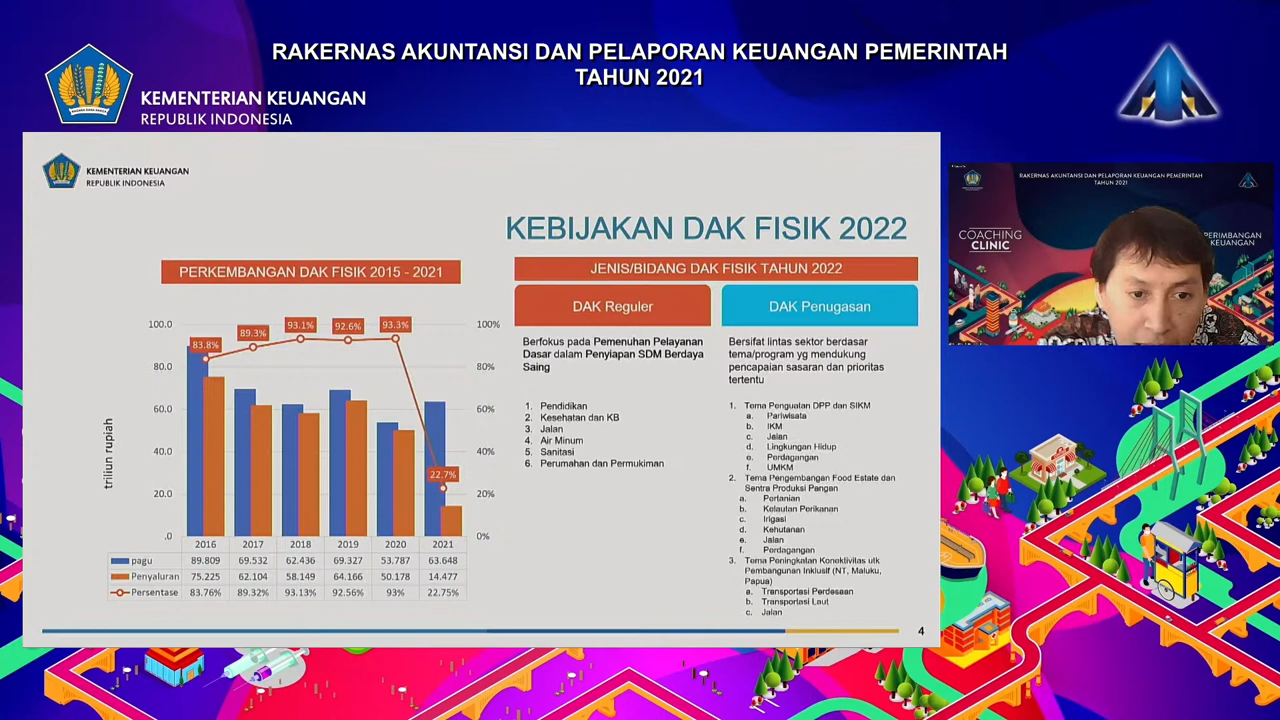 RAKERNAS AKUNTANSI DAN PELAPORAN KEUANGAN PEMERINTAH
TAHUN 2021
KEMENTERIAN KEUANGAN
REPUBLIK INDONESIA
KEMENTERIAN KEUANGAN
REPUBLIK INDONESIA
KEBIJAKAN DAK FISIK 2022
PERKEMBANGAN DAK FISIK 2015 - 2021
triliun rupiah
100.0
80.0
60.0
40.0
20.0
.0
100%
80%
60%
40%
20%
0%
83.8%
89.3%
93.1%
92.6%
93.3%
22.7%
2016 2017 2018 2019 2020 2021
pagu 89.809 69.532 62.436 69.327 53.787 63.648
Penyaluran 75.225 62.104 58.149 64.166 50.178 14.477
Persentase 83.76% 89.32% 93.13% 92.56% 93% 22.75%
JENIS/BIDANG DAK FISIK TAHUN 2022
DAK Reguler
Berfokus pada Pemenuhan Pelayanan
Dasar dalam Penyiapan SDM Berdaya
Saing
1. Pendidikan
2. Kesehatan dan KB
3. Jalan
4. Air Minum
5. Sanitasi
6. Perumahan dan Permukiman
DAK Penugasan
Bersifat lintas sektor berdasar
tema/program yg mendukung
pencapaian sasaran dan prioritas
tertentu
1. Tema Penguatan DPP dan SIKM
a. Pariwisata
b. IKM
c. Jalan
d. Lingkungan Hidup
e. Perdagangan
f. UMKM
2. Tema Pengembangan Food Estate dan
Sentra Produksi Pangan
a. Pertanian
b. Kelautan Perikanan
c. Irigasi
d. Kehutanan
e. Jalan
f. Perdagangan
3. Tema Peningkatan Konektivitas utk
Pembangunan Inklusif (NT, Maluku,
Papua)
a. Transportasi Perdesaan
b. Transportasi Laut
c. Jalan
4
RAKERNAS AKUNTANSI DAN PELAPORAN KEUANGAN PEMERINTAH
TAHUN 2021
COACHING
CLINIC
PERIMBANGAN
KEUANGAN